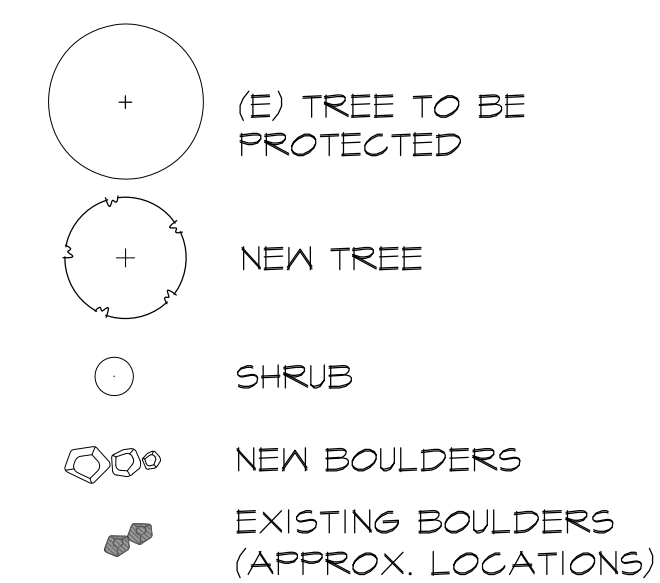 (E) TREE TO BE
PROTECTED
NEW TREE
SHRUB
NEW BOULDERS
EXISTING BOULDERS
(APPROX. LOCATIONS)